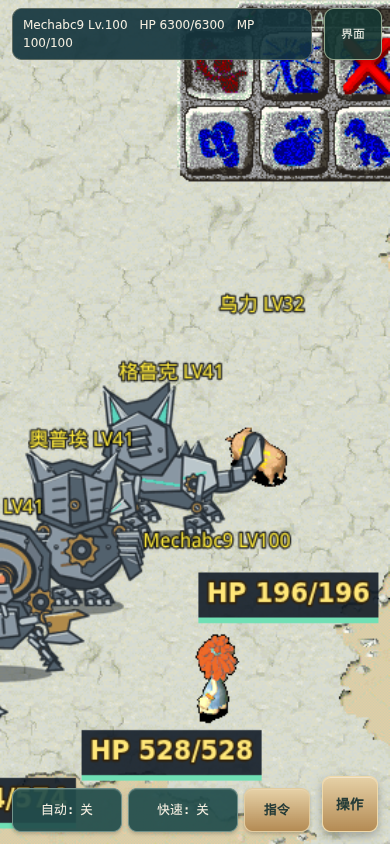 Mechabc9 Lv.100 HP 6300/6300 MP
100/100
界面
乌力 LV32
格鲁克 LV41
奥普埃 LV41
LV41
Mechabc9 LV100
HP 196/196
HP 528/528
自动: 关
快速: 关
指令
操作